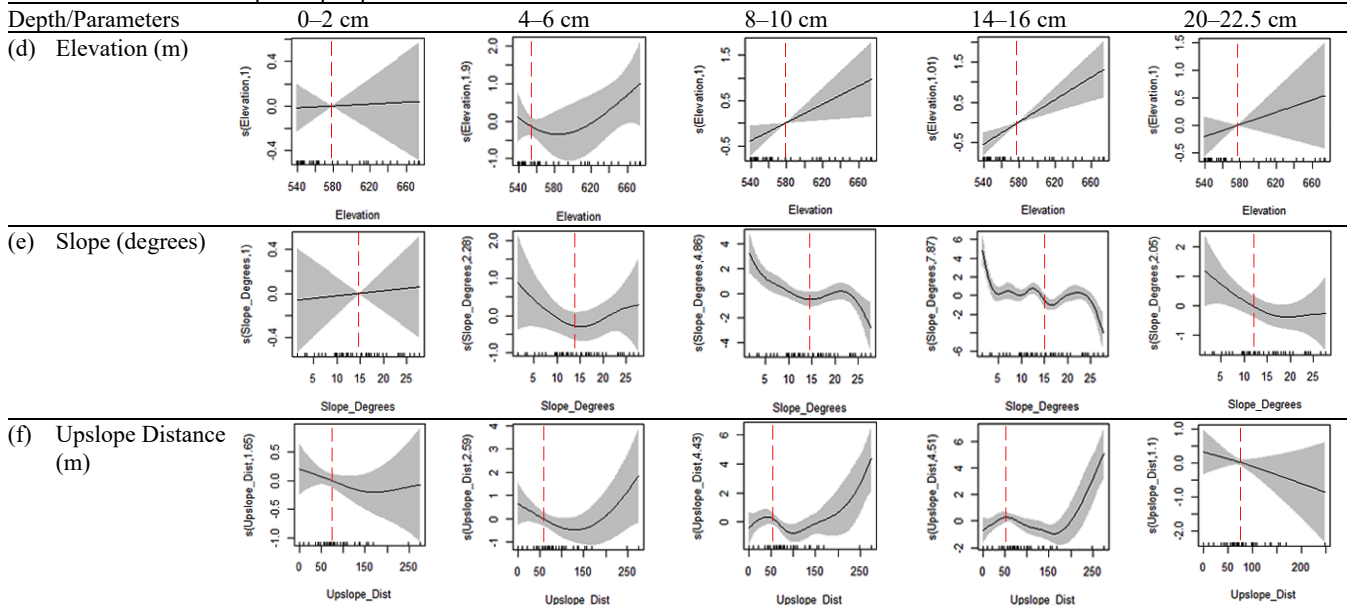 Depth/Parameters 0–2 cm 4–6 cm 8–10 cm 14–16 cm 20–22.5 cm
(d) Elevation (m)
s(Elevation,1)
-0.4 0.0 0.4
540 580 620 660
Elevation
s(Elevation,1.9)
-1.0 0.0 0.5 1.0 2.0
540 580 620 660
Elevation
s(Elevation,1)
-0.5 0.5 1.5
540 580 620 660
Elevation
s(Elevation,1.01)
-0.5 0.5 1.5
540 580 620 660
Elevation
s(Elevation,1)
-0.5 0.0 0.5 1.0 1.5
540 580 620 660
Elevation
(e) Slope (degrees)
s(Slope_Degrees,1)
-0.4 0.0 0.2 0.4
5 10 15 20 25
Slope_Degrees
s(Slope_Degrees,2.28)
-1.0 0.0 0.5 1.0 1.5 2.0
5 10 15 20 25
Slope_Degrees
s(Slope_Degrees,4.86)
-4 -2 0 2 4
5 10 15 20 25
Slope_Degrees
s(Slope_Degrees,7.87)
-6 -2 0 2 4 6
5 10 15 20 25
Slope_Degrees
s(Slope_Degrees,2.05)
-1 0 1 2
5 10 15 20 25
Slope_Degrees
(f) Upslope Distance
(m)
s(Upslope_Dist,1.65)
-1.0 0.0 0.5
0 50 150 250
Upslope_Dist
s(Upslope_Dist,2.59)
-1 0 1 2 3 4
0 50 150 250
Upslope_Dist
s(Upslope_Dist,4.43)
0 2 4 6
0 50 150 250
Upslope_Dist
s(Upslope_Dist,4.51)
-2 0 2 4 6
0 50 150 250
Upslope_Dist
s(Upslope_Dist,1.1)
-2.0 -1.0 0.0 1.0
0 50 100 200
Upslope_Dist